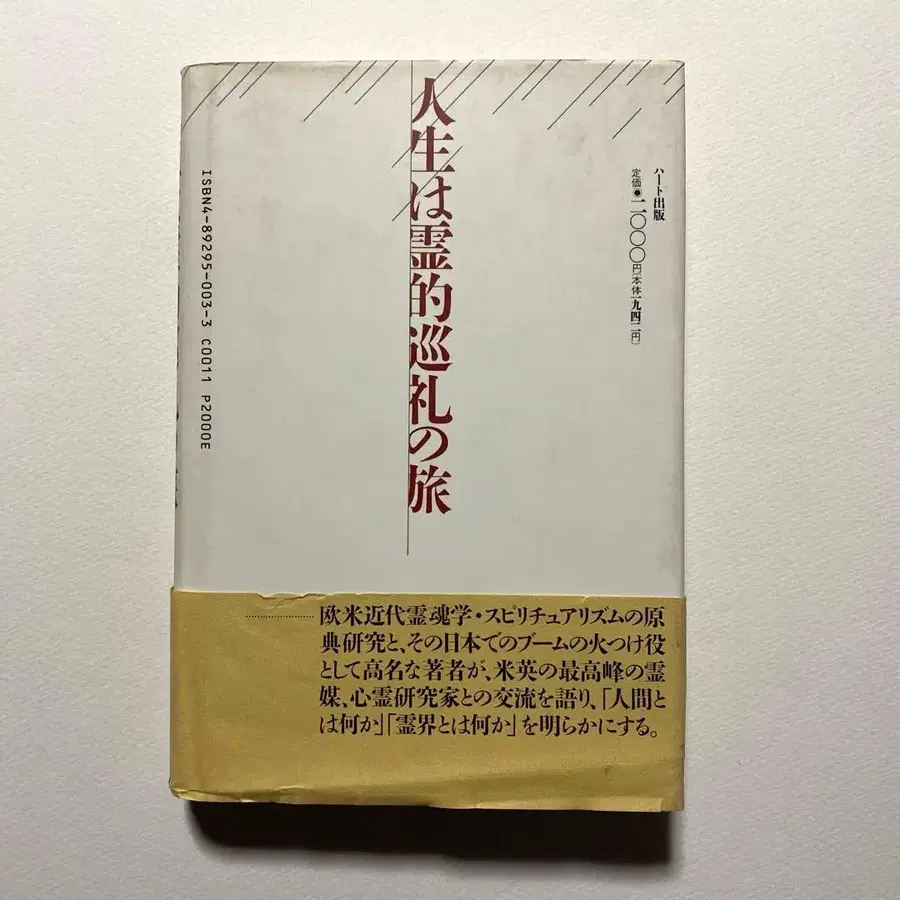 人生は霊的巡礼の旅
ハート出版
定価●二〇〇〇円(本体一九四二円)
ISBN4-89295-003-3 C0011 P2000E
欧米近代霊魂学・スピリチュアリズムの原
典研究と、その日本でのブームの火つけ役
として高名な著者が、米英の最高峰の霊
媒、心霊研究家との交流を語り、「人間と
は何か」「霊界とは何か」を明らかにする。